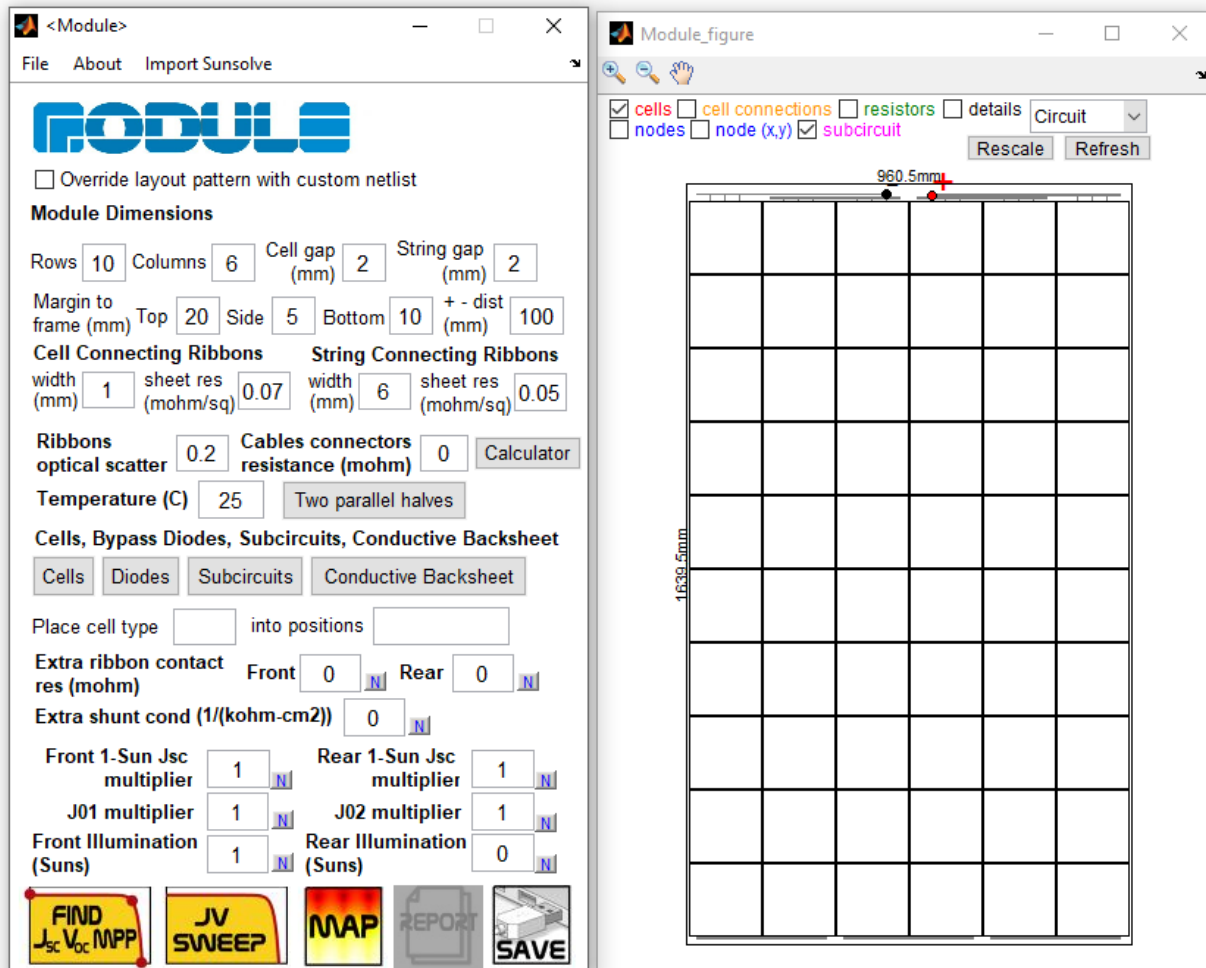 <Module>
File About Import Sunsolve
MODULE
Override layout pattern with custom netlist
Module Dimensions
Rows 10 Columns 6 Cell gap (mm) 2 String gap (mm) 2
Margin to frame (mm) Top 20 Side 5 Bottom 10 + - dist (mm) 100
Cell Connecting Ribbons String Connecting Ribbons
width (mm) 1 sheet res (mohm/sq) 0.07 width (mm) 6 sheet res (mohm/sq) 0.05
Ribbons optical scatter 0.2 Cables connectors resistance (mohm) 0 Calculator
Temperature (C) 25 Two parallel halves
Cells, Bypass Diodes, Subcircuits, Conductive Backsheet
Cells Diodes Subcircuits Conductive Backsheet
Place cell type into positions
Extra ribbon contact res (mohm) Front 0 N Rear 0 N
Extra shunt cond (1/(kohm-cm2)) 0 N
Front 1-Sun Jsc multiplier 1 N Rear 1-Sun Jsc multiplier 1 N
J01 multiplier 1 N J02 multiplier 1 N
Front Illumination (Suns) 1 N Rear Illumination (Suns) 0 N
FIND Jsc Voc MPP
JV SWEEP
MAP
REPORT
SAVE
Module_figure
cells cell connections resistors details Circuit
nodes node (x,y) subcircuit
Rescale Refresh
960.5mm
- +
1639.5mm